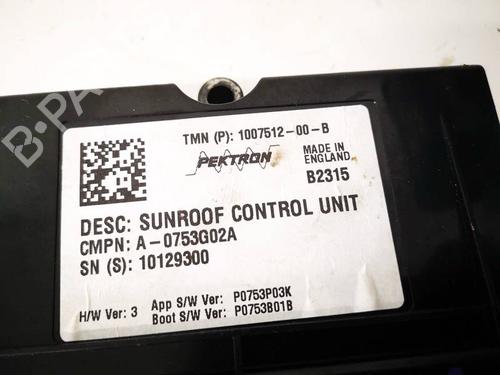 TMN (P): 1007512-00-B
PEKTRON
MADE IN
ENGLAND
B2315
DESC: SUNROOF CONTROL UNIT
CMPN: A-0753G02A
SN (S): 10129300
H/W Ver: 3 App S/W Ver: P0753P03K
Boot S/W Ver: P0753B01B
B-PA